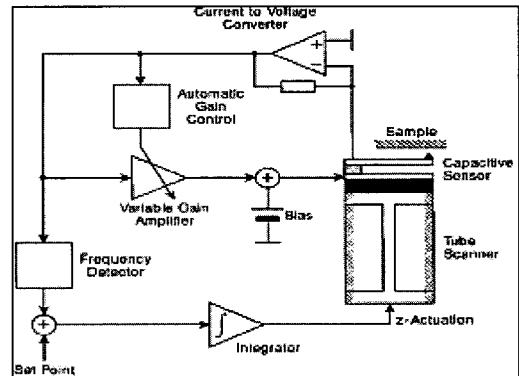 Current to Voltage
Converter
+
−
Automatic
Gain
Control
Sample
Capacitive
Sensor
Variable Gain
Amplifier
+
Bias
Tube
Scanner
Frequency
Detector
+
Set Point
∫
Integrator
z-Actuation